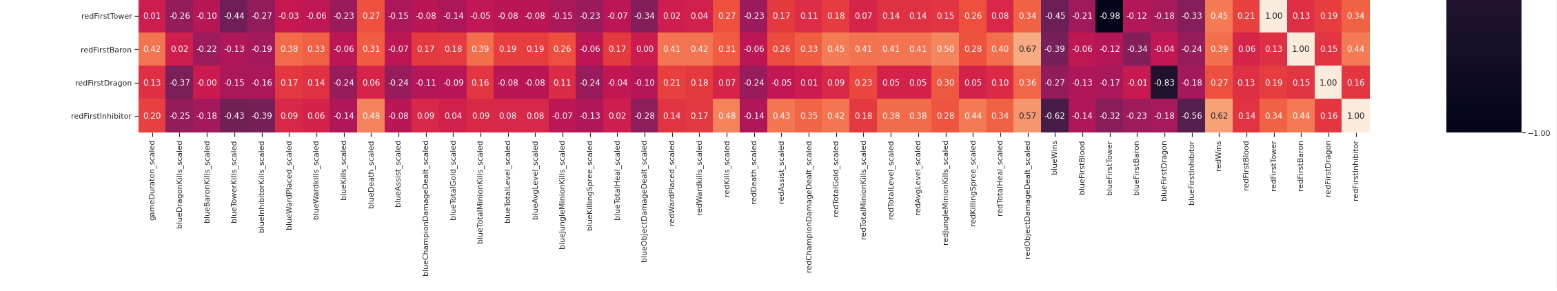 redFirstTower 0.01 -0.26 -0.10 -0.44 -0.27 -0.03 -0.06 -0.23 0.27 -0.15 -0.08 -0.14 -0.05 -0.08 -0.08 -0.15 -0.23 -0.07 -0.34 0.02 0.04 0.27 -0.23 0.17 0.11 0.18 0.07 0.14 0.14 0.15 0.26 0.08 0.34 -0.45 -0.21 -0.98 -0.12 -0.18 -0.33 0.45 0.21 1.00 0.13 0.19 0.34
redFirstBaron 0.42 0.02 -0.22 -0.13 -0.19 0.38 0.33 -0.06 0.31 -0.07 0.17 0.18 0.39 0.19 0.19 0.26 -0.06 0.17 0.00 0.41 0.42 0.31 -0.06 0.26 0.33 0.45 0.41 0.41 0.41 0.50 0.28 0.40 0.67 -0.39 -0.06 -0.12 -0.34 -0.04 -0.24 0.39 0.06 0.13 1.00 0.15 0.44
redFirstDragon 0.13 -0.37 -0.00 -0.15 -0.16 0.17 0.14 -0.24 0.06 -0.24 -0.11 -0.09 0.16 -0.08 -0.08 0.11 -0.24 -0.04 -0.10 0.21 0.18 0.07 -0.24 -0.05 0.01 0.09 0.23 0.05 0.05 0.30 0.05 0.10 0.36 -0.27 -0.13 -0.17 -0.01 -0.83 -0.18 0.27 0.13 0.19 0.15 1.00 0.16
redFirstInhibitor 0.20 -0.25 -0.18 -0.43 -0.39 0.09 0.06 -0.14 0.48 -0.08 0.09 0.04 0.09 0.08 0.08 -0.07 -0.13 0.02 -0.28 0.14 0.17 0.48 -0.14 0.43 0.35 0.42 0.18 0.38 0.38 0.28 0.44 0.34 0.57 -0.62 -0.14 -0.32 -0.23 -0.18 -0.56 0.62 0.14 0.34 0.44 0.16 1.00
−1.00
gameDuraton_scaled
blueDragonKills_scaled
blueBaronKills_scaled
blueTowerKills_scaled
blueInhibitorKills_scaled
blueWardPlaced_scaled
blueWardkills_scaled
blueKills_scaled
blueDeath_scaled
blueAssist_scaled
blueChampionDamageDealt_scaled
blueTotalGold_scaled
blueTotalMinionKills_scaled
blueTotalLevel_scaled
blueAvgLevel_scaled
blueJungleMinionKills_scaled
blueKillingSpree_scaled
blueTotalHeal_scaled
blueObjectDamageDealt_scaled
redWardPlaced_scaled
redWardkills_scaled
redKills_scaled
redDeath_scaled
redAssist_scaled
redChampionDamageDealt_scaled
redTotalGold_scaled
redTotalMinionKills_scaled
redTotalLevel_scaled
redAvgLevel_scaled
redJungleMinionKills_scaled
redKillingSpree_scaled
redTotalHeal_scaled
redObjectDamageDealt_scaled
blueWins
blueFirstBlood
blueFirstTower
blueFirstBaron
blueFirstDragon
blueFirstInhibitor
redWins
redFirstBlood
redFirstTower
redFirstBaron
redFirstDragon
redFirstInhibitor